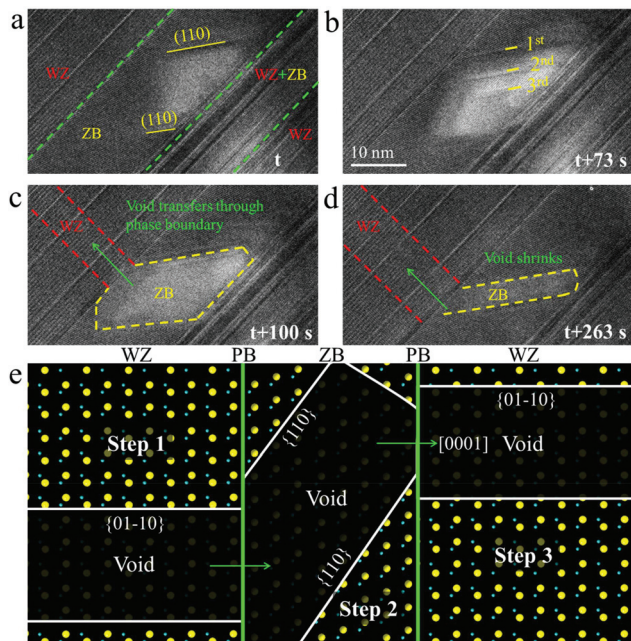 a
(110)
WZ
WZ+ZB
(110)
ZB
WZ
t
b
1st
2nd
3rd
10 nm
t+73 s
c
Void transfers through
phase boundary
WZ
ZB
t+100 s
d
WZ
Void shrinks
ZB
t+263 s
WZ PB ZB PB WZ
e
Step 1
{01-10}
Void
{110}
Void
{110}
Step 2
{01-10}
[0001] Void
Step 3